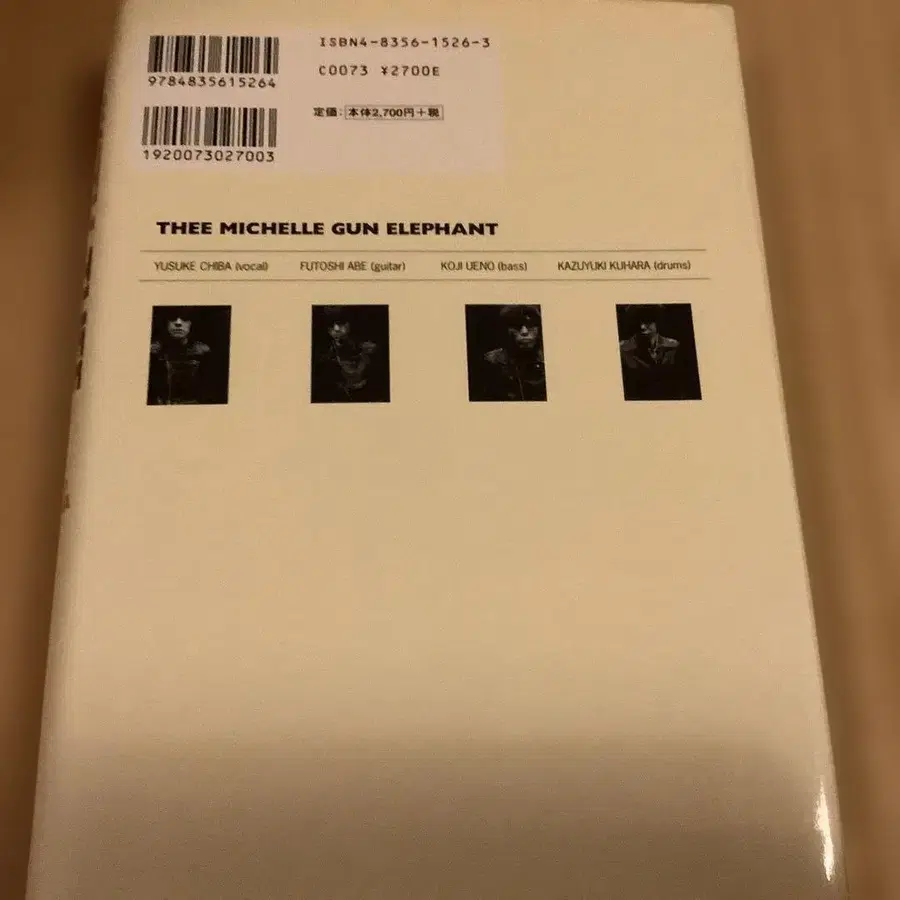 ISBN4-8356-1526-3
9784835615264
C0073 ¥2700E
定価: 本体2,700円+税
1920073027003
THEE MICHELLE GUN ELEPHANT
YUSUKE CHIBA (vocal) FUTOSHI ABE (guitar) KOJI UENO (bass) KAZUYUKI KUHARA (drums)